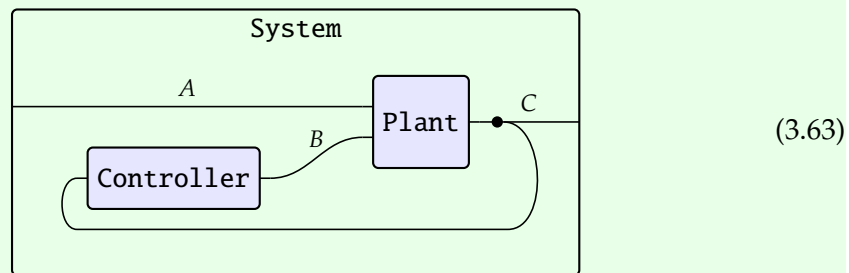 System
A
C
Plant
(3.63)
B
Controller